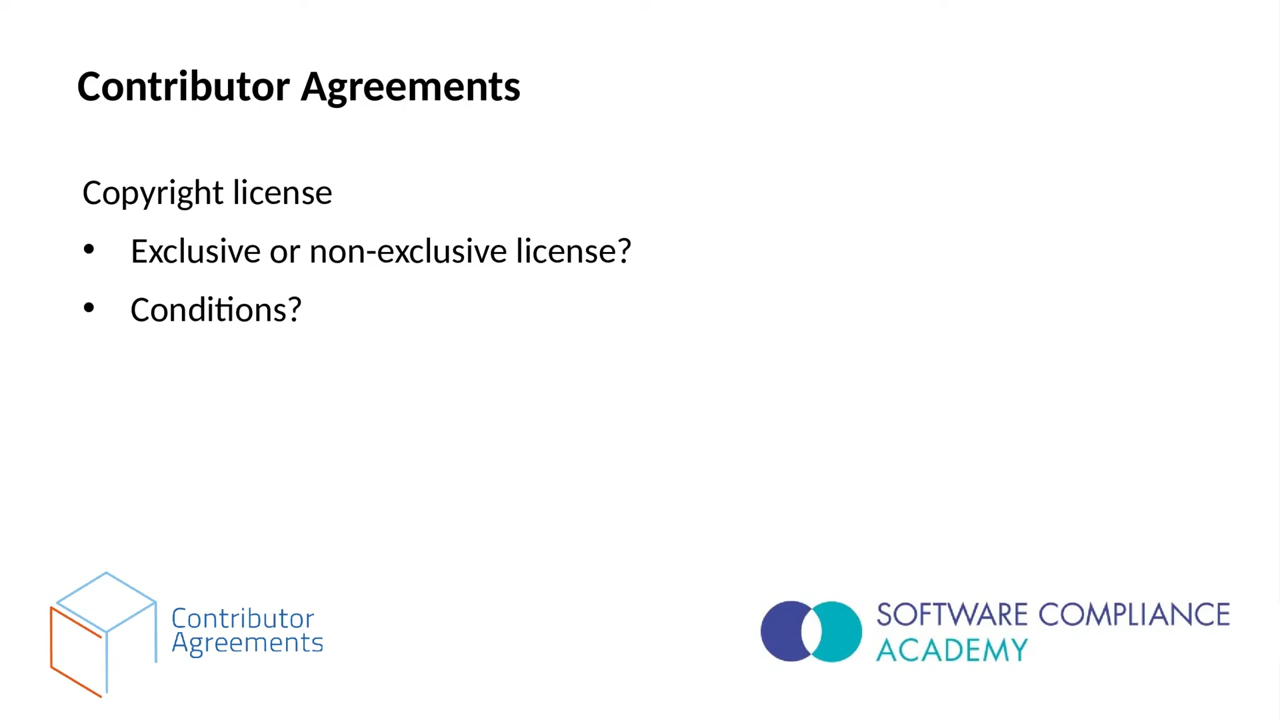 Contributor Agreements
Copyright license
• Exclusive or non-exclusive license?
• Conditions?
Contributor
Agreements
SOFTWARE COMPLIANCE
ACADEMY